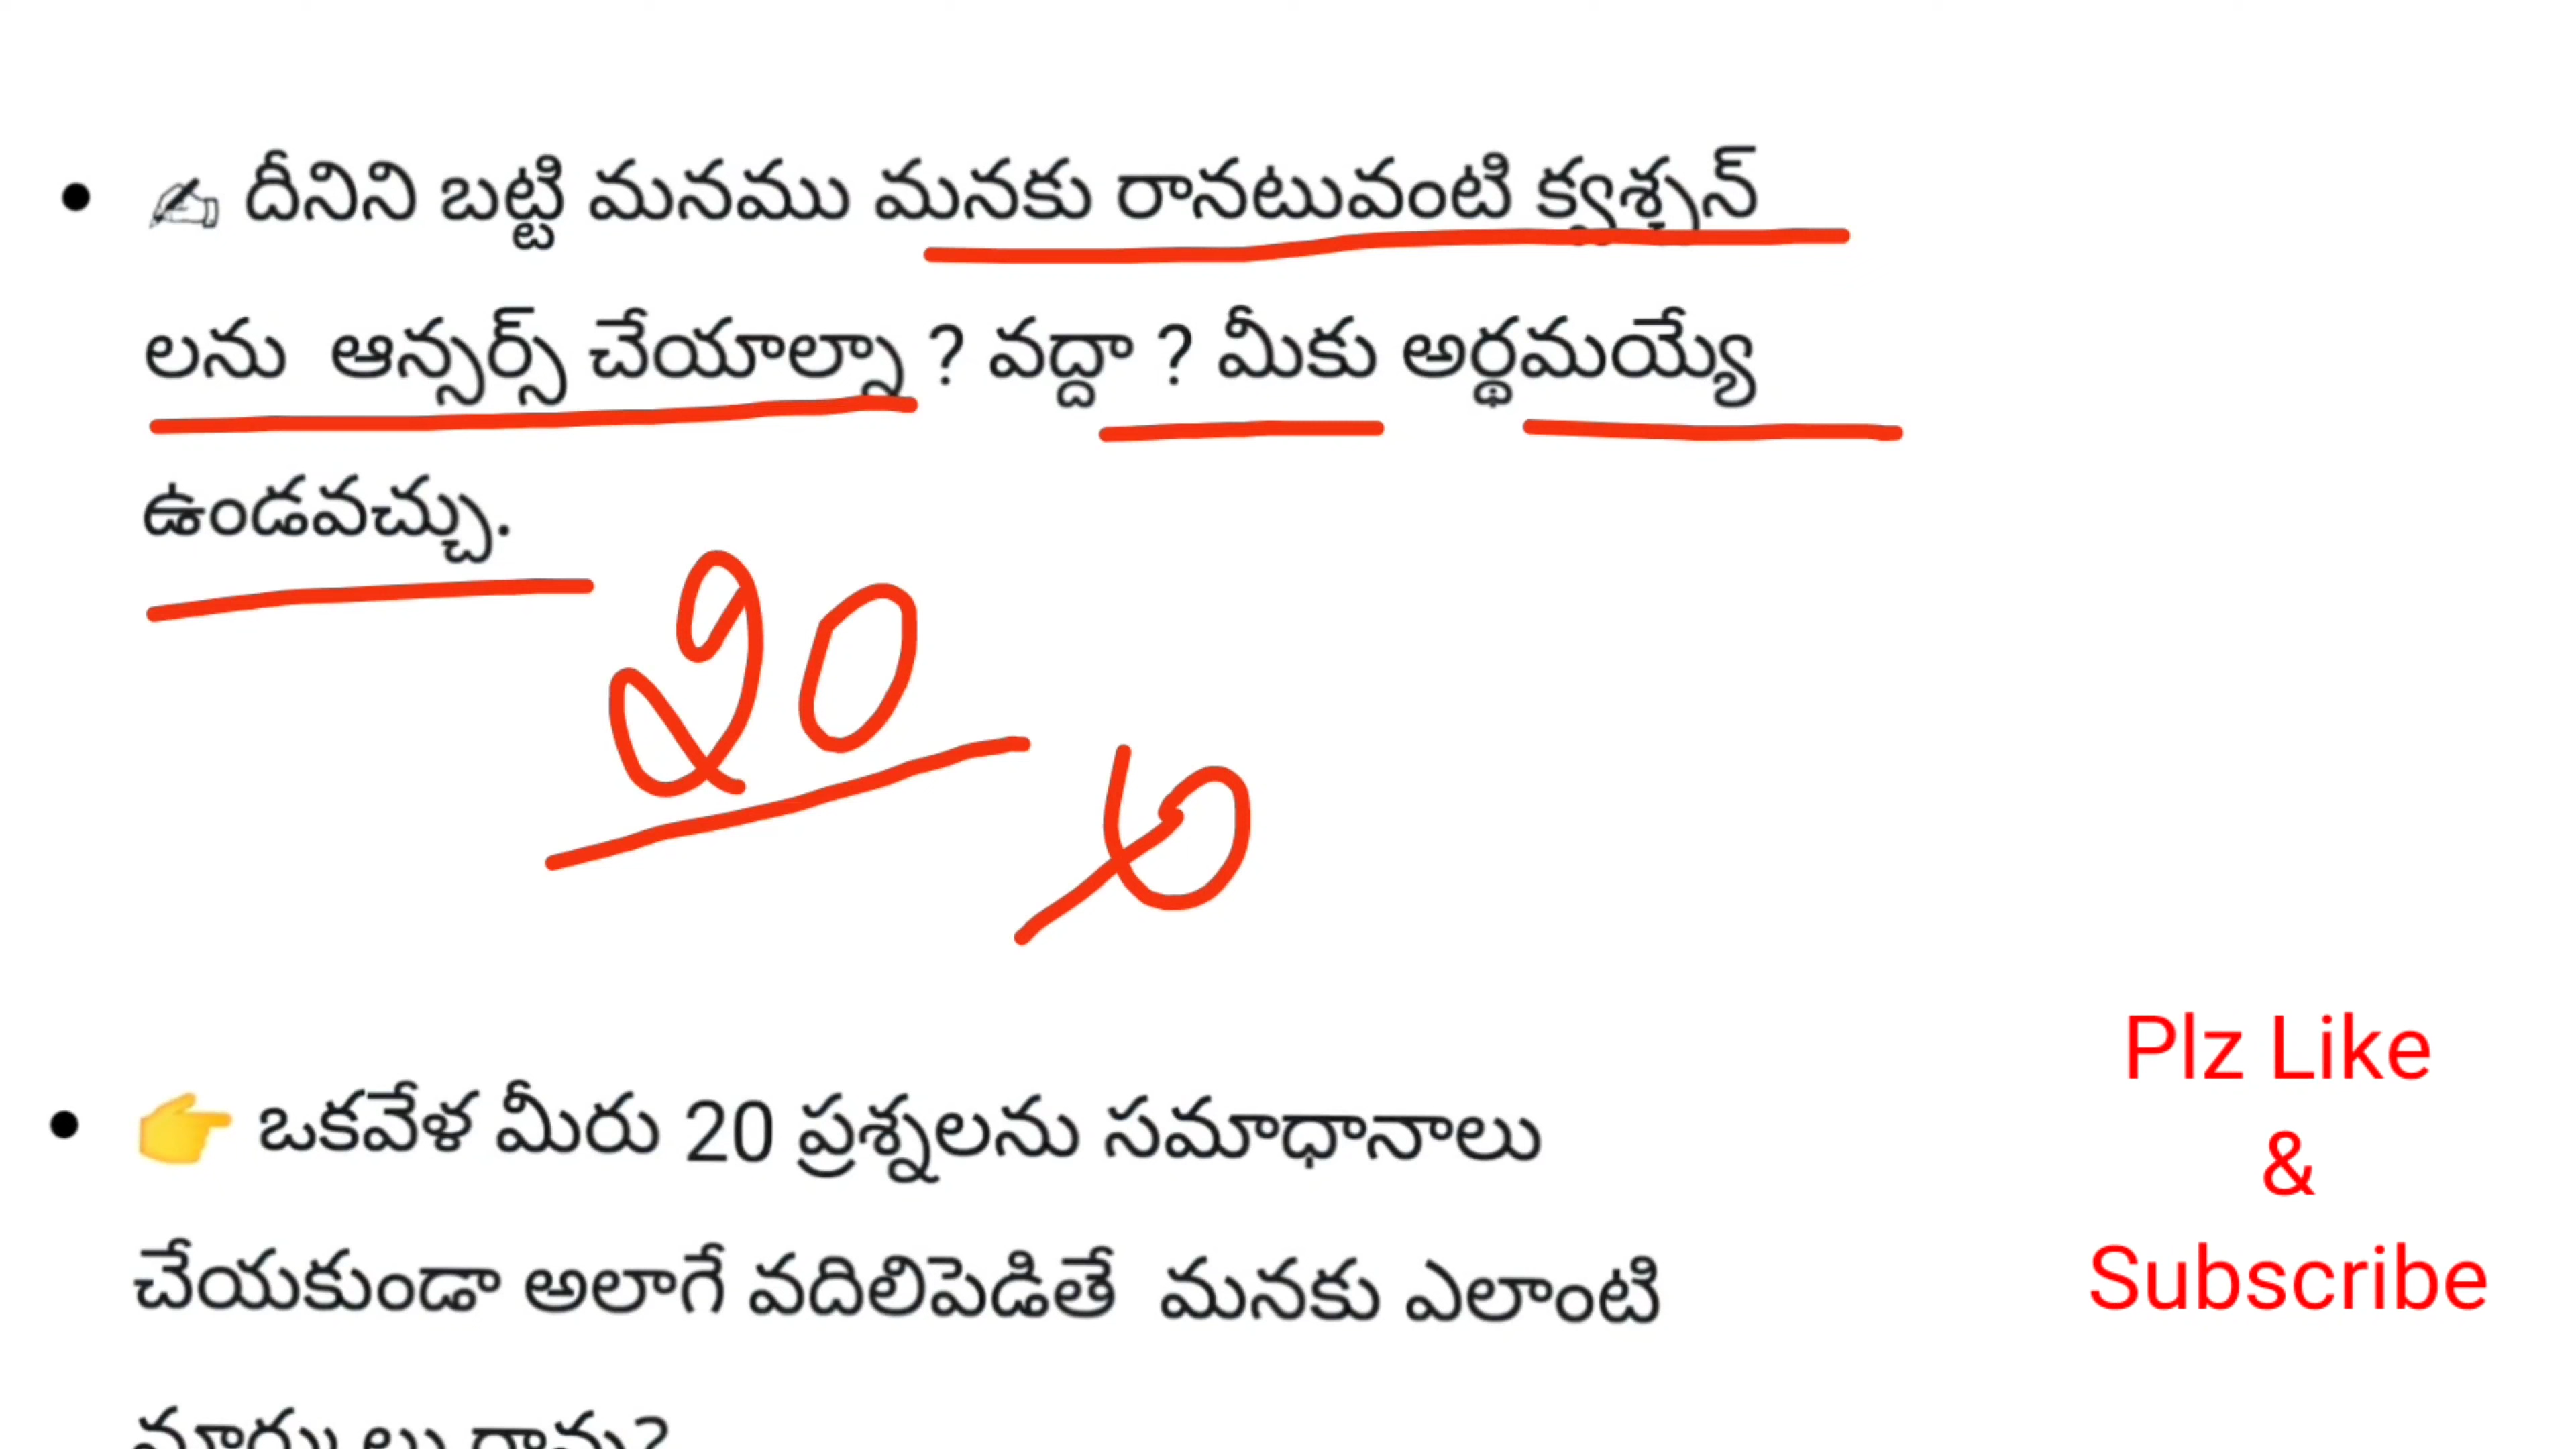 • ✍ దీనిని బట్టి మనము మనకు రానటువంటి క్వశ్చన్
లను ఆన్సర్స్ చేయాల్నా ? వద్దా ? మీకు అర్థమయ్యే
ఉండవచ్చు.
20
• 👉 ఒకవేళ మీరు 20 ప్రశ్నలను సమాధానాలు
చేయకుండా అలాగే వదిలిపెడితే మనకు ఎలాంటి
Plz Like
&
Subscribe